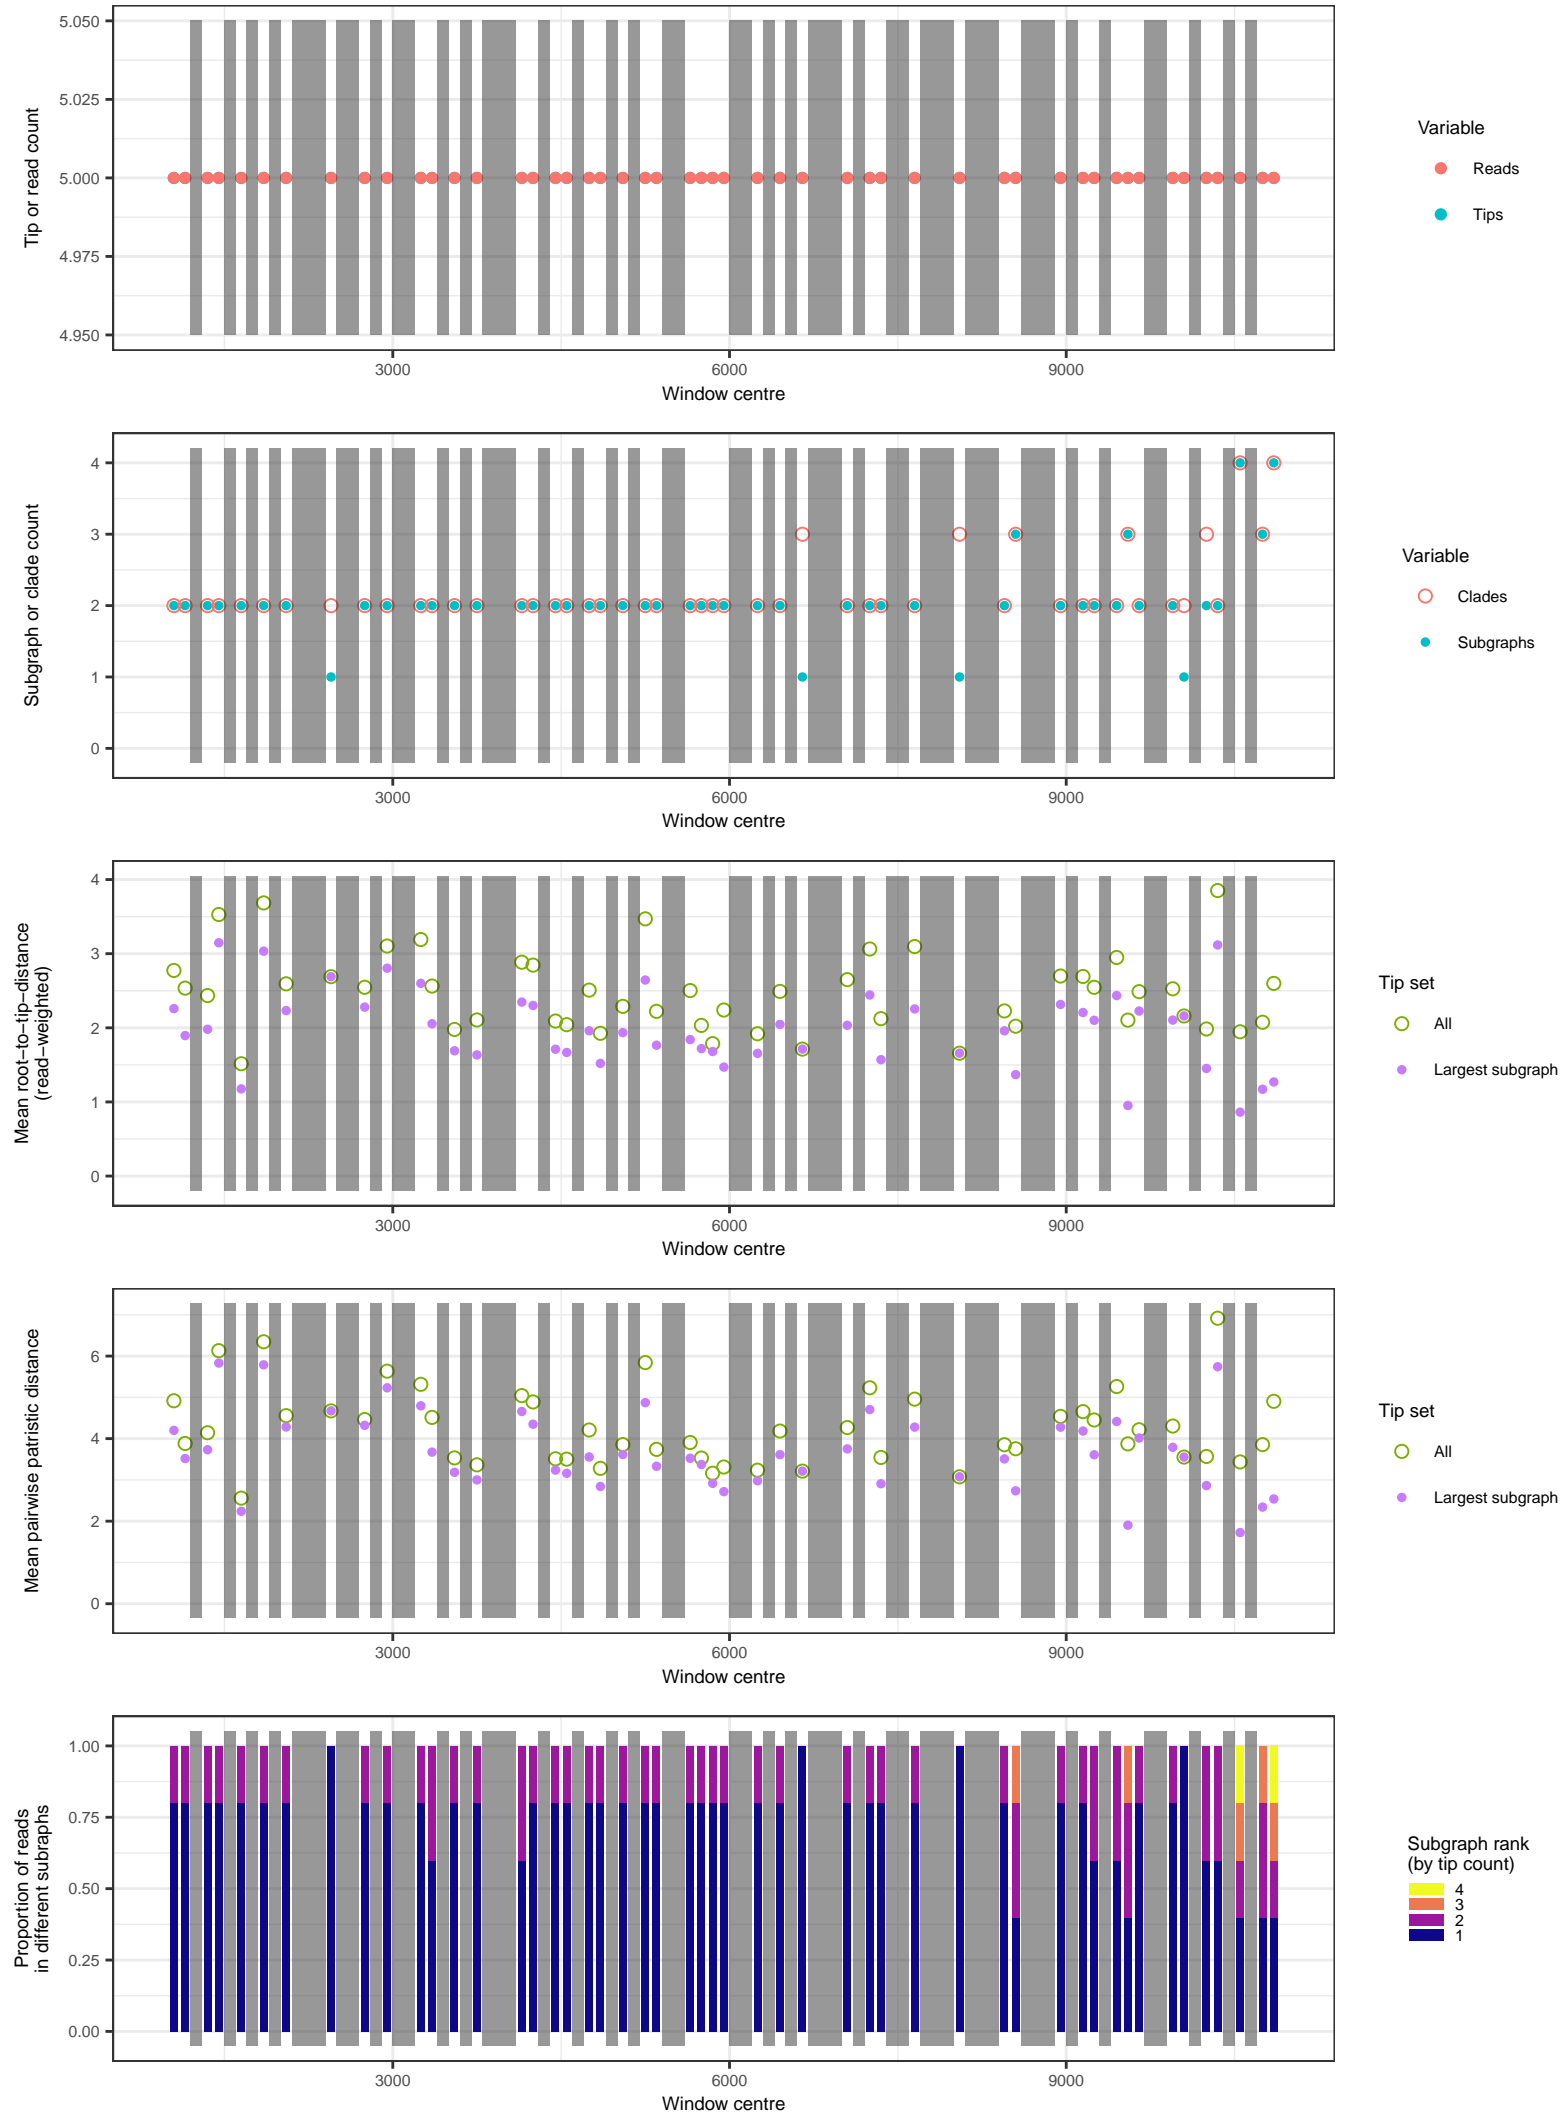 5.050
5.025
5.000
4.975
4.950
Tip or read count
3000
6000
9000
Window centre
Variable
Reads
Tips
4
3
2
1
0
Subgraph or clade count
3000
6000
9000
Window centre
Variable
Clades
Subgraphs
4
3
2
1
0
Mean root−to−tip−distance
(read−weighted)
3000
6000
9000
Window centre
Tip set
All
Largest subgraph
6
4
2
0
Mean pairwise patristic distance
3000
6000
9000
Window centre
Tip set
All
Largest subgraph
1.00
0.75
0.50
0.25
0.00
Proportion of reads
in different subraphs
3000
6000
9000
Window centre
Subgraph rank
(by tip count)
4
3
2
1